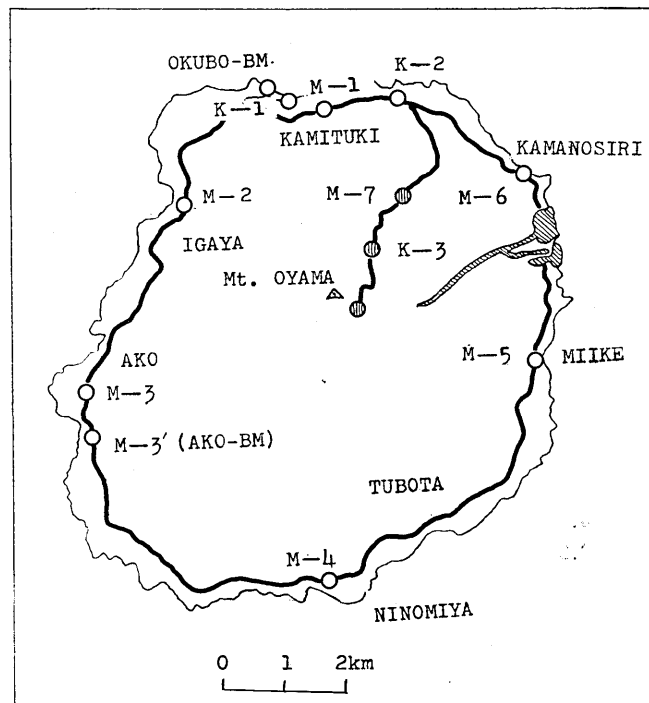 OKUBO-BM.
M—1
K—2
K—1
KAMITUKI
KAMANOSIRI
M—7
M—6
M—2
IGAYA
K—3
Mt. OYAMA
M—5
MIIKE
AKO
M—3
M—3' (AKO-BM)
TUBOTA
M—4
NINOMIYA
0 1 2km